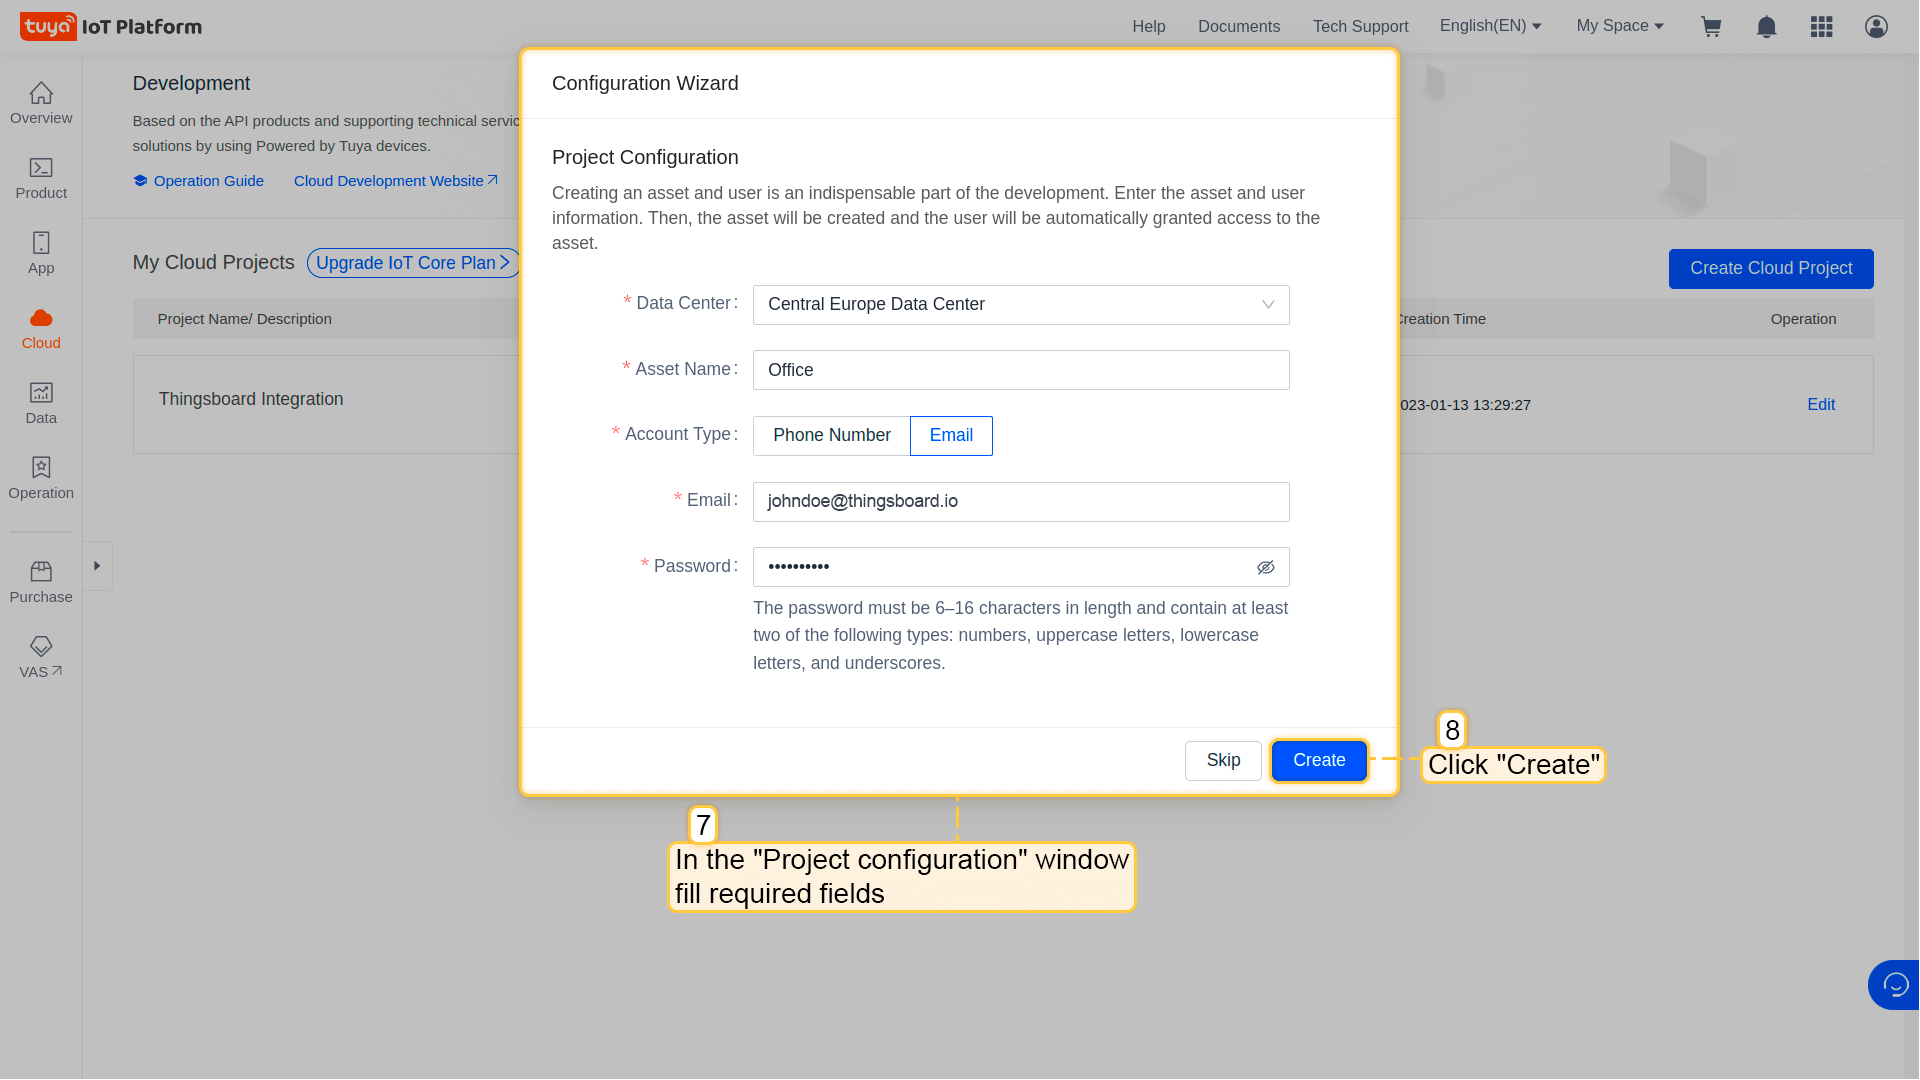 tuya IoT Platform
Help
Documents
Tech Support
English(EN)
My Space
Overview
Product
App
Cloud
Data
Operation
Purchase
VAS
Development
Based on the API products and supporting technical servic
solutions by using Powered by Tuya devices.
Operation Guide
Cloud Development Website
My Cloud Projects
Upgrade IoT Core Plan
Create Cloud Project
Project Name/ Description
Creation Time
Operation
Thingsboard Integration
023-01-13 13:29:27
Edit
Configuration Wizard
Project Configuration
Creating an asset and user is an indispensable part of the development. Enter the asset and user
information. Then, the asset will be created and the user will be automatically granted access to the
asset.
* Data Center:
Central Europe Data Center
* Asset Name:
Office
* Account Type:
Phone Number
Email
* Email:
johndoe@thingsboard.io
* Password:
••••••••••
The password must be 6–16 characters in length and contain at least
two of the following types: numbers, uppercase letters, lowercase
letters, and underscores.
Skip
Create
8
Click "Create"
7
In the "Project configuration" window
fill required fields